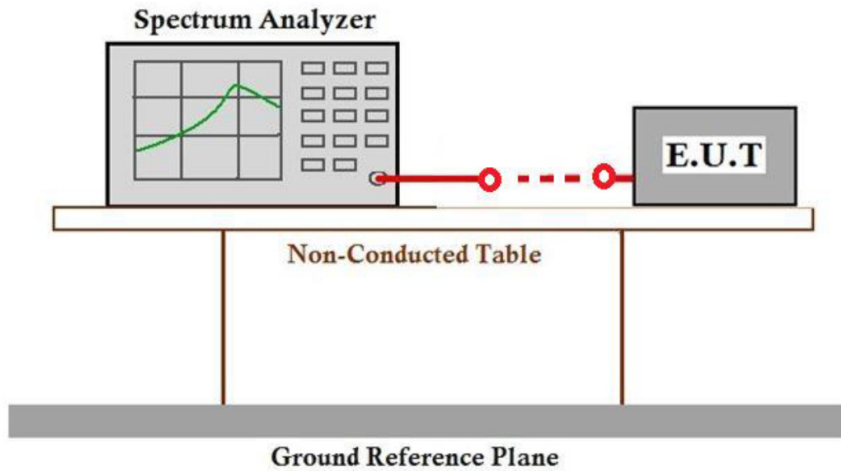 Spectrum Analyzer
E.U.T
Non-Conducted Table
Ground Reference Plane